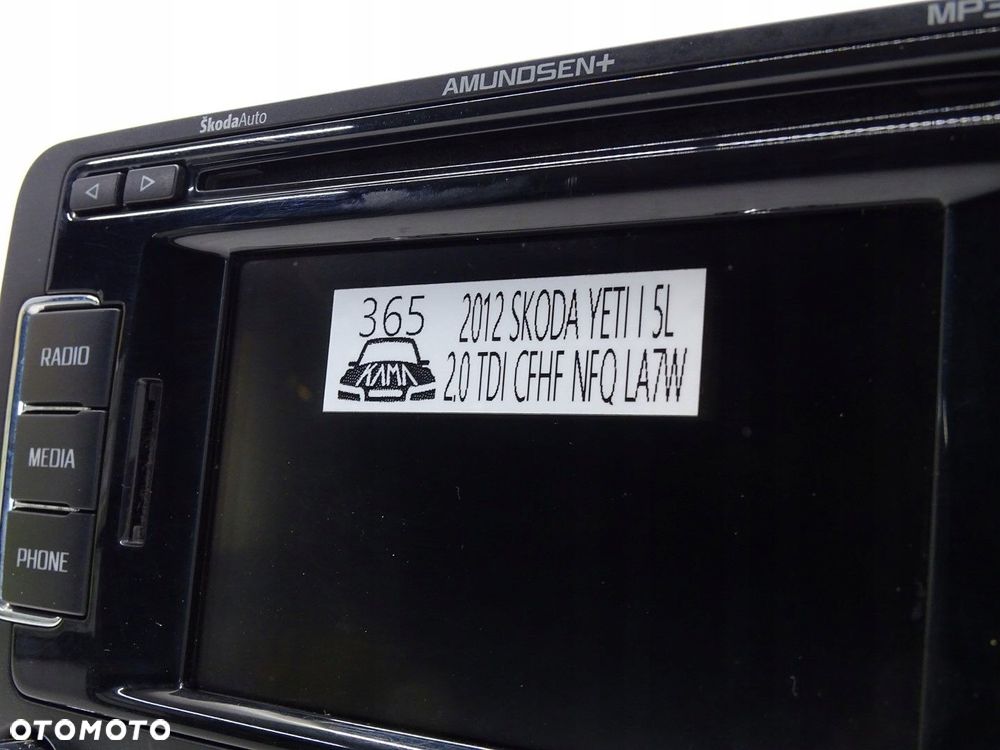 MP3
AMUNDSEN+
ŠkodaAuto
365
2012 SKODA YETI I 5L
KAMA
2.0 TDI CFHF NFQ LA7W
RADIO
MEDIA
PHONE
OTOMOTO